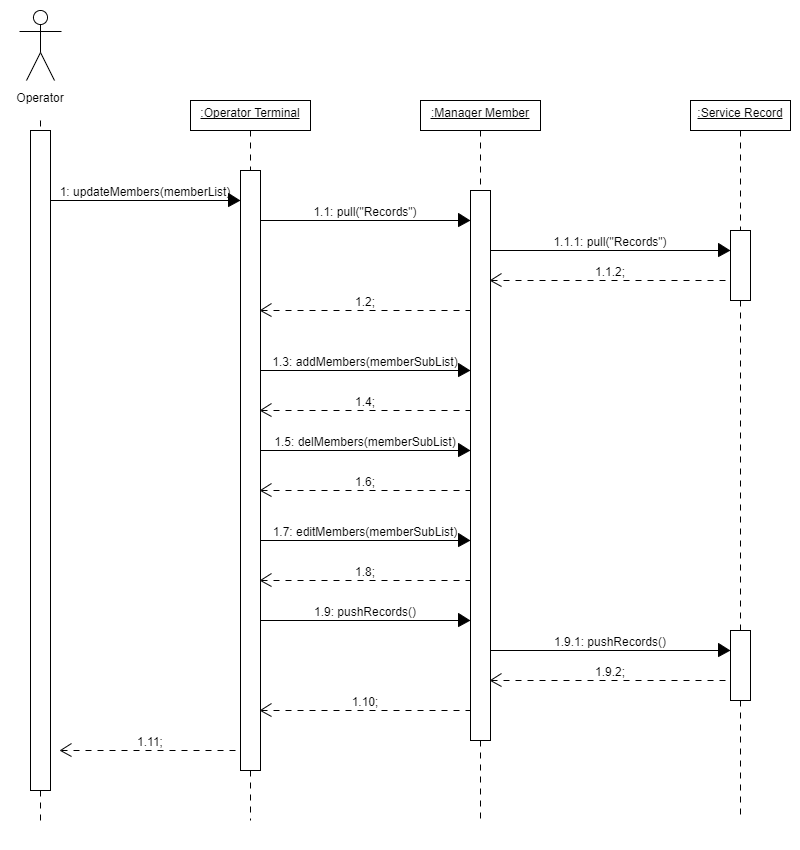 Operator
:Operator Terminal
:Manager Member
:Service Record
1: updateMembers(memberList)
1.1: pull("Records")
1.1.1: pull("Records")
1.1.2;
1.2;
1.3: addMembers(memberSubList)
1.4;
1.5: delMembers(memberSubList)
1.6;
1.7: editMembers(memberSubList)
1.8;
1.9: pushRecords()
1.9.1: pushRecords()
1.9.2;
1.10;
1.11;